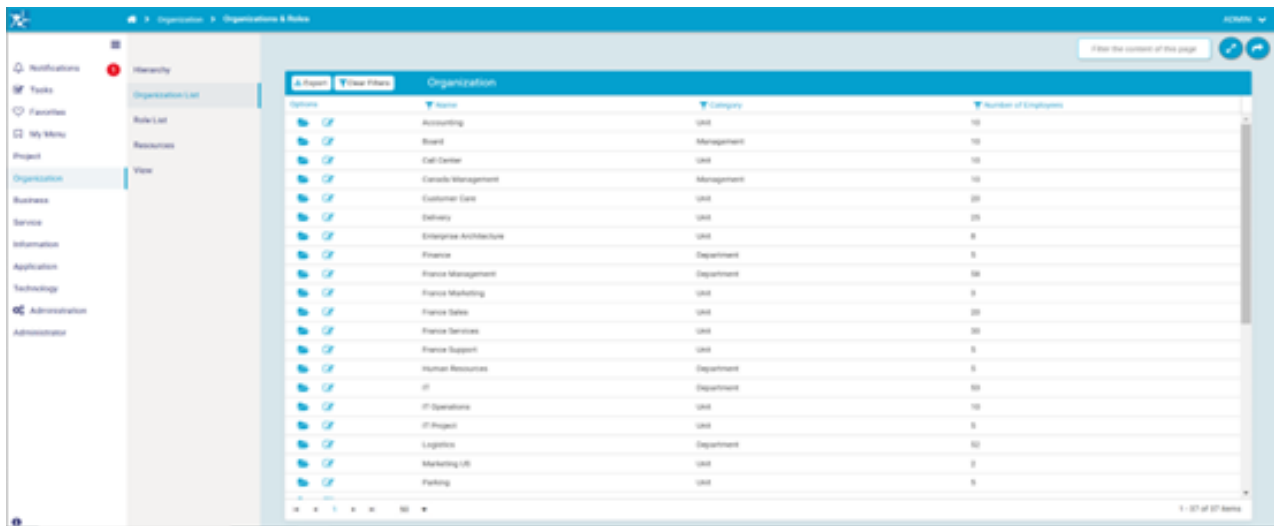 Organization > Organizations & Roles
ADMIN
Filter the content of this page
Notifications
Tasks
Favorites
My Menu
Project
Organization
Business
Service
Information
Application
Technology
Administration
Administrator
Hierarchy
Organization List
Role List
Resources
View
Export Clear Filters Organization
Options Name Category Number of Employees
Accounting Unit 10
Board Management 10
Call Center Unit 10
Canada Management Management 10
Customer Care Unit 20
Delivery Unit 25
Enterprise Architecture Unit 8
Finance Department 5
France Management Department
France Marketing Unit
France Sales Unit 20
France Services Unit 30
France Support Unit 5
Human Resources Department 5
IT Department 50
IT Operations Unit 10
IT Project Unit 5
Logistics Department 52
Marketing US Unit 2
Parking Unit 5
1 50 1 - 37 of 37 items